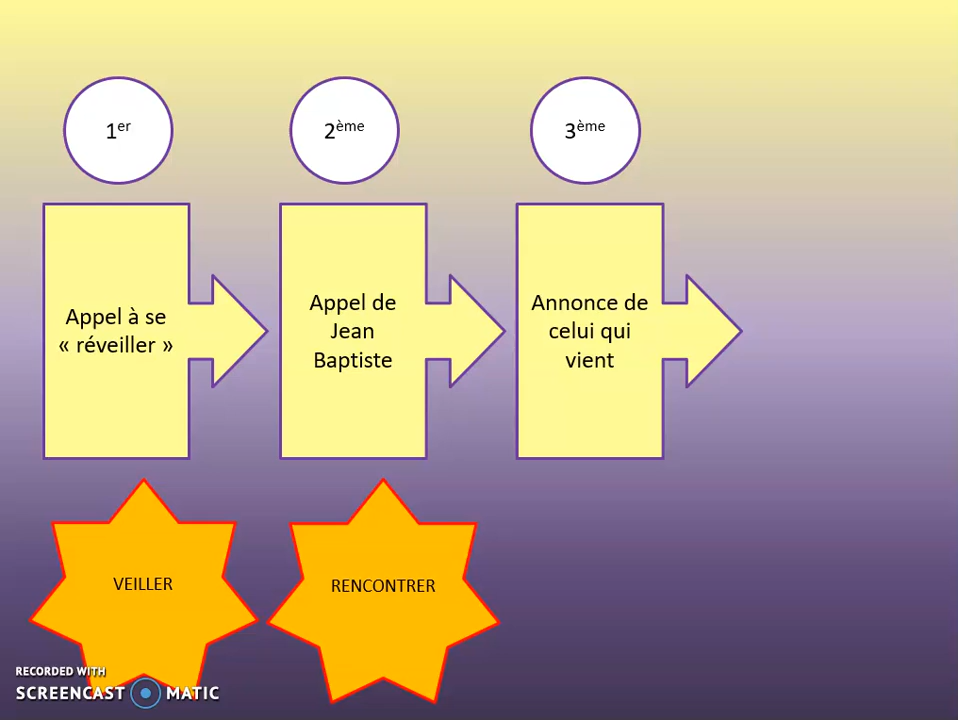 1er
2ème
3ème
Appel à se
« réveiller »
Appel de
Jean
Baptiste
Annonce de
celui qui
vient
VEILLER
RENCONTRER
RECORDED WITH
SCREENCAST MATIC